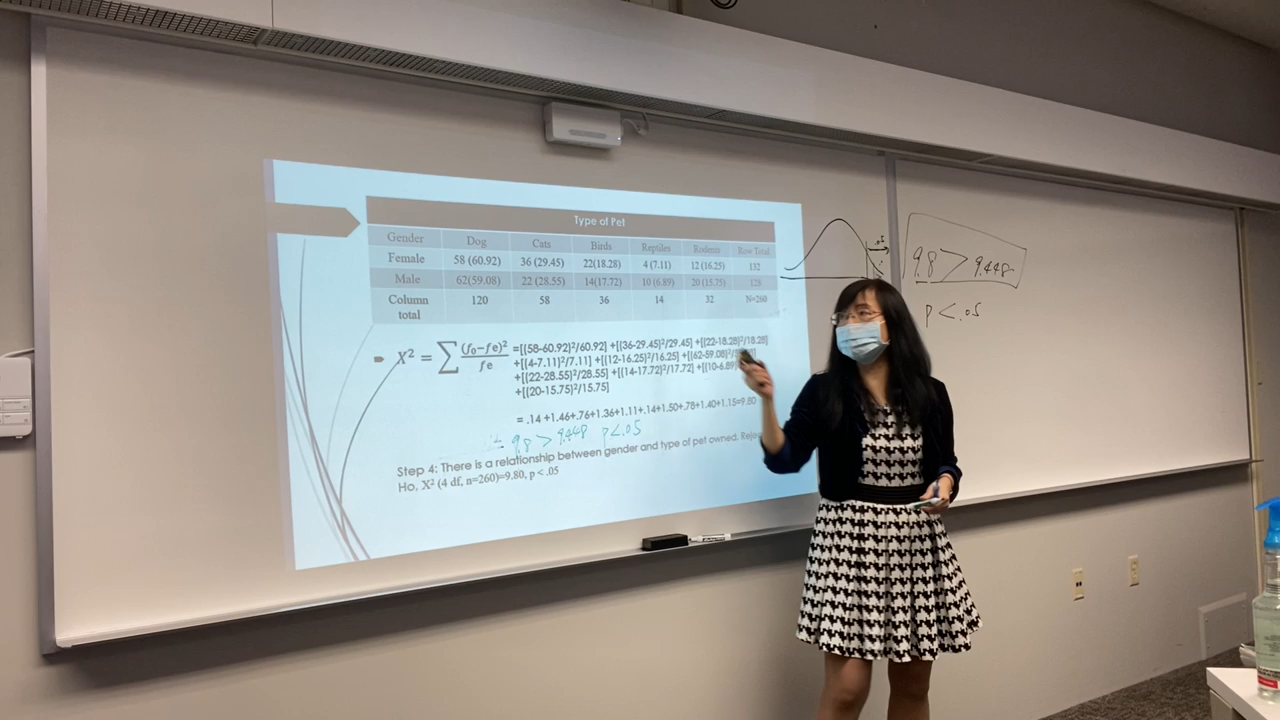 Type of Pet
Gender Dog Cats Birds Reptiles Rodents Row Total
Female 58 (60.92) 36 (29.45) 22(18.28) 4 (7.11) 12 (16.25) 132
Male 62(59.08) 22 (28.55) 14(17.72) 10 (6.89) 20 (15.75) 128
Column total 120 58 36 14 32 N=260
X² = ∑ (f₀−fe)²/fe =[(58-60.92)²/60.92] +[(36-29.45)²/29.45] +[(22-18.28)²/18.28]
+[(4-7.11)²/7.11] +[(12-16.25)²/16.25] +[(62-59.08)²/
+[(22-28.55)²/28.55] +[(14-17.72)²/17.72] +[(10-6.89)
+[(20-15.75)²/15.75]
= .14 +1.46+.76+1.36+1.11+.14+1.50+.78+1.40+1.15=9.80
9.8 > 9.448 p<.05
Step 4: There is a relationship between gender and type of pet owned.
Ho, X² (4 df, n=260)=9.80, p < .05
.05
9.8 > 9.448
p < .05